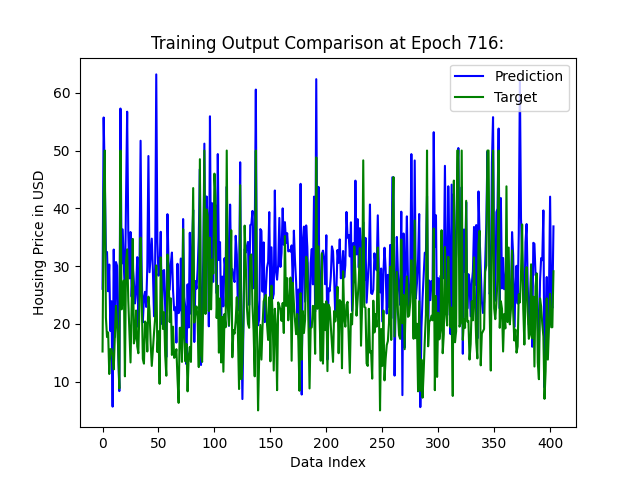 Training Output Comparison at Epoch 716:
Prediction
Target
Housing Price in USD
60
50
40
30
20
10
0 50 100 150 200 250 300 350 400
Data Index